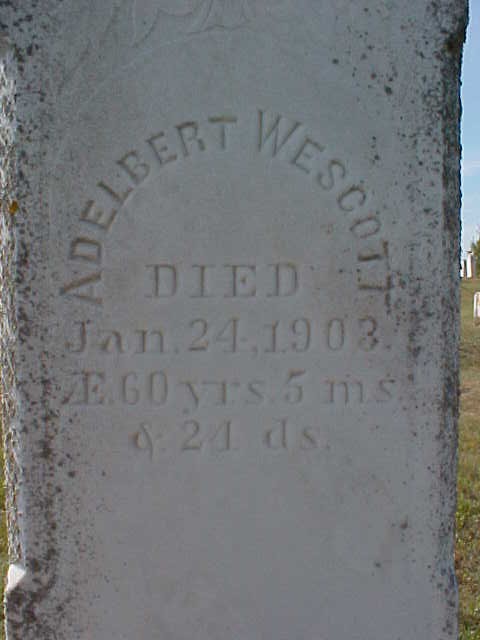 ADELBERT WESCOTT
DIED
Jan. 24, 1903.
Æ. 60 yrs. 5 ms.
& 24 ds.